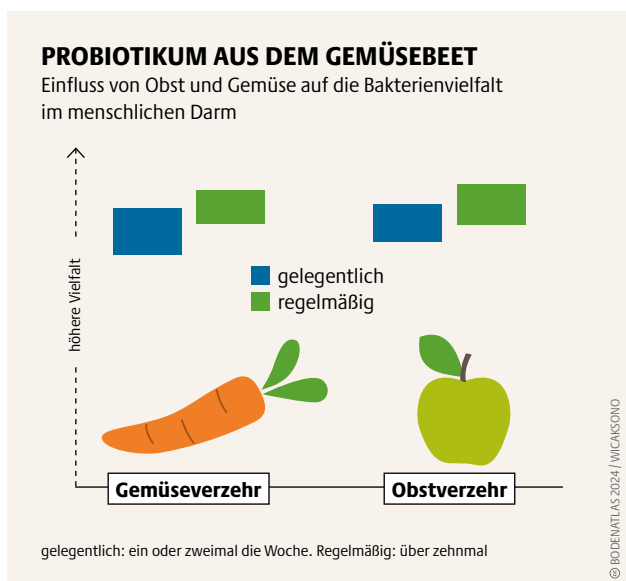 PROBIOTIKUM AUS DEM GEMÜSEBEET
Einfluss von Obst und Gemüse auf die Bakterienvielfalt
im menschlichen Darm
höhere Vielfalt
gelegentlich
regelmäßig
Gemüseverzehr
Obstverzehr
gelegentlich: ein oder zweimal die Woche. Regelmäßig: über zehnmal
© BODENATLAS 2024 / WICAKSONO